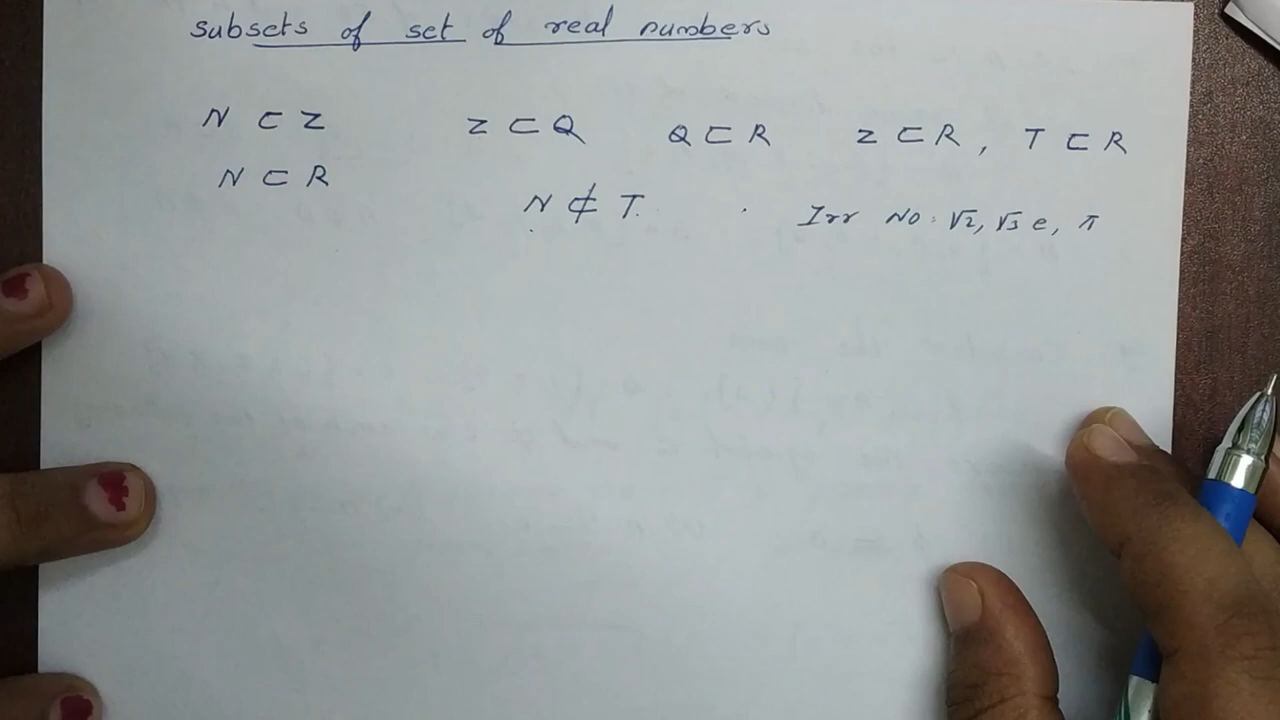 subsets of set of real numbers
N ⊂ Z Z ⊂ Q Q ⊂ R Z ⊂ R , T ⊂ R
N ⊂ R
N ⊄ T. Irr No: √2, √3 e, π